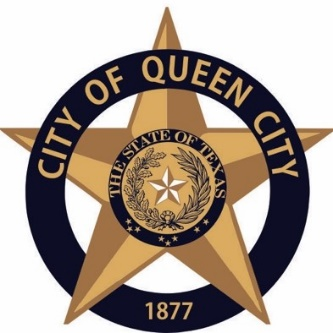 CITY OF QUEEN CITY
THE STATE OF TEXAS
1877